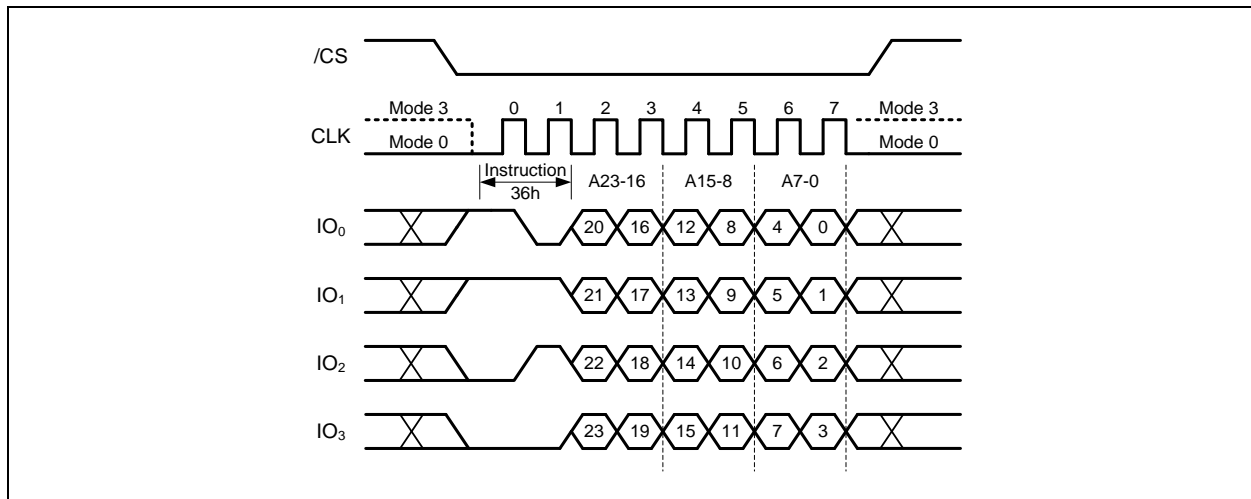 /CS
Mode 3 0 1 2 3 4 5 6 7 Mode 3
CLK
Mode 0 Mode 0
Instruction
36h
A23-16 A15-8 A7-0
IO₀ 20 16 12 8 4 0
IO₁ 21 17 13 9 5 1
IO₂ 22 18 14 10 6 2
IO₃ 23 19 15 11 7 3